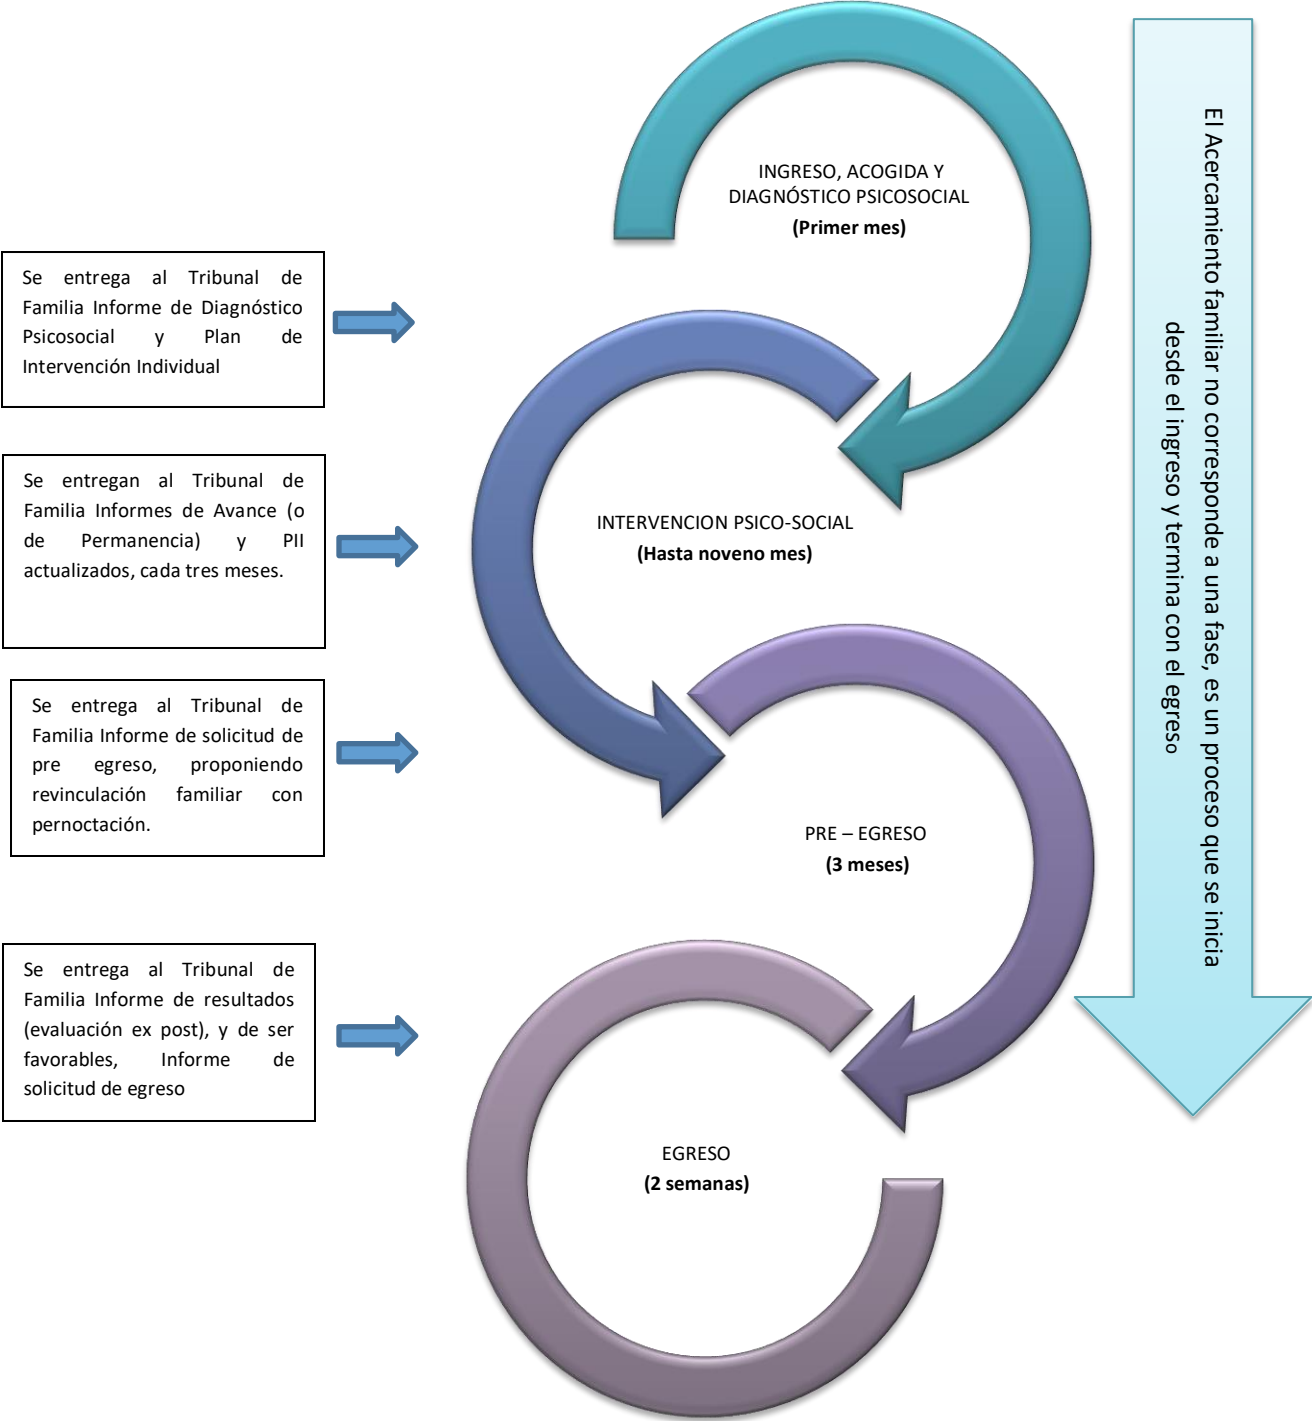 INGRESO, ACOGIDA Y
DIAGNÓSTICO PSICOSOCIAL
(Primer mes)
Se entrega al Tribunal de
Familia Informe de Diagnóstico
Psicosocial y Plan de
Intervención Individual
INTERVENCION PSICO-SOCIAL
(Hasta noveno mes)
Se entregan al Tribunal de
Familia Informes de Avance (o
de Permanencia) y PII
actualizados, cada tres meses.
PRE – EGRESO
(3 meses)
Se entrega al Tribunal de
Familia Informe de solicitud de
pre egreso, proponiendo
revinculación familiar con
pernoctación.
EGRESO
(2 semanas)
Se entrega al Tribunal de
Familia Informe de resultados
(evaluación ex post), y de ser
favorables, Informe de
solicitud de egreso
El Acercamiento familiar no corresponde a una fase, es un proceso que se inicia
desde el ingreso y termina con el egreso